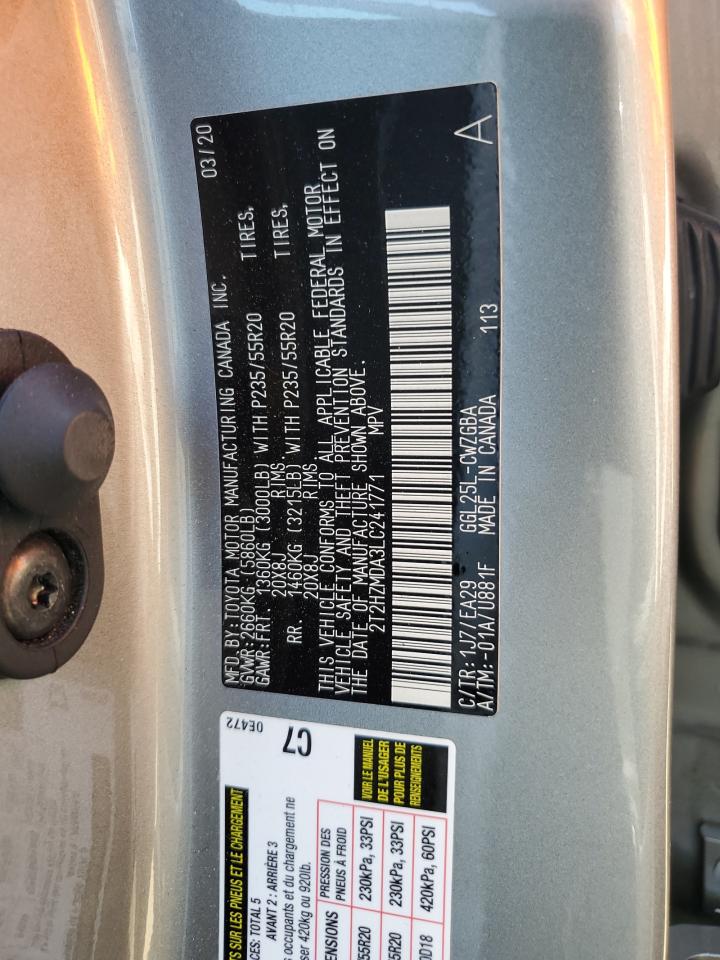 MFD.BY:TOYOTA MOTOR MANUFACTURING CANADA INC. 03/20
GVWR:2660KG(5860LB)
GAWR:FRT 1360KG (3000LB) WITH P235/55R20 TIRES,
20X8J RIMS
RR. 1460KG (3215LB) WITH P235/55R20 TIRES,
20X8J RIMS
THIS VEHICLE CONFORMS TO ALL APPLICABLE FEDERAL MOTOR
VEHICLE SAFETY AND THEFT PREVENTION STANDARDS IN EFFECT ON
THE DATE OF MANUFACTURE SHOWN ABOVE.
2T2HZMDA3LC241771 MPV
C/TR:1J7/EA29 GGL25L-CWZGBA A
A/TM:-01A/U881F MADE IN CANADA 113
0E472
C7
SUR LES PNEUS ET LE CHARGEMENT
TOTAL 5
AVANT 2 : ARRIÈRE 3
occupants et du chargement ne
420kg ou 920lb.
PRESSION DES
PNEUS À FROID
VOIR LE MANUEL
DE L'USAGER
POUR PLUS DE
RENSEIGNEMENTS
230kPa, 33PSI
230kPa, 33PSI
420kPa, 60PSI